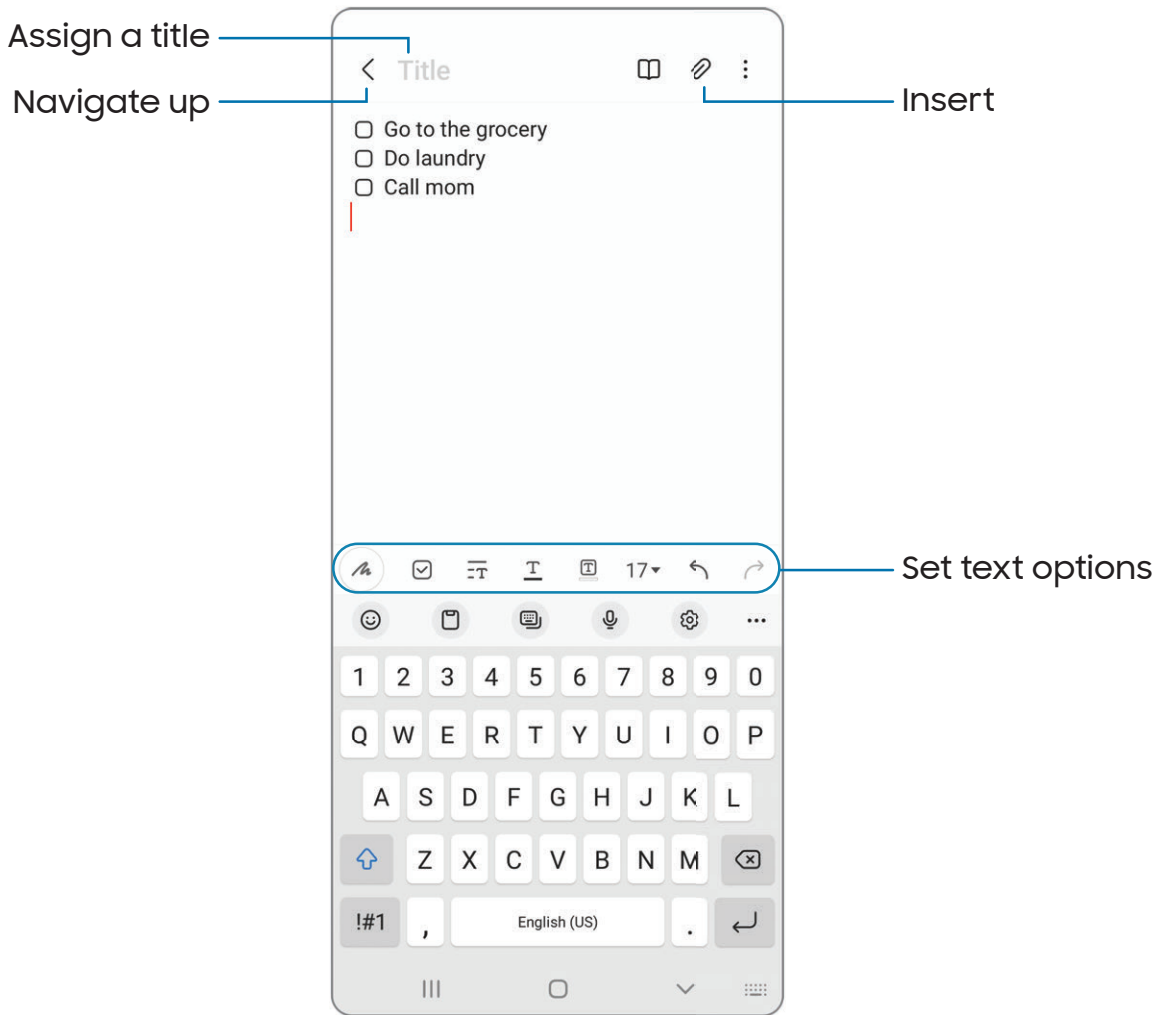 Assign a title
Title
Navigate up
Insert
Go to the grocery
Do laundry
Call mom
T T T 17
Set text options
1 2 3 4 5 6 7 8 9 0
Q W E R T Y U I O P
A S D F G H J K L
Z X C V B N M
!#1 , English (US) .